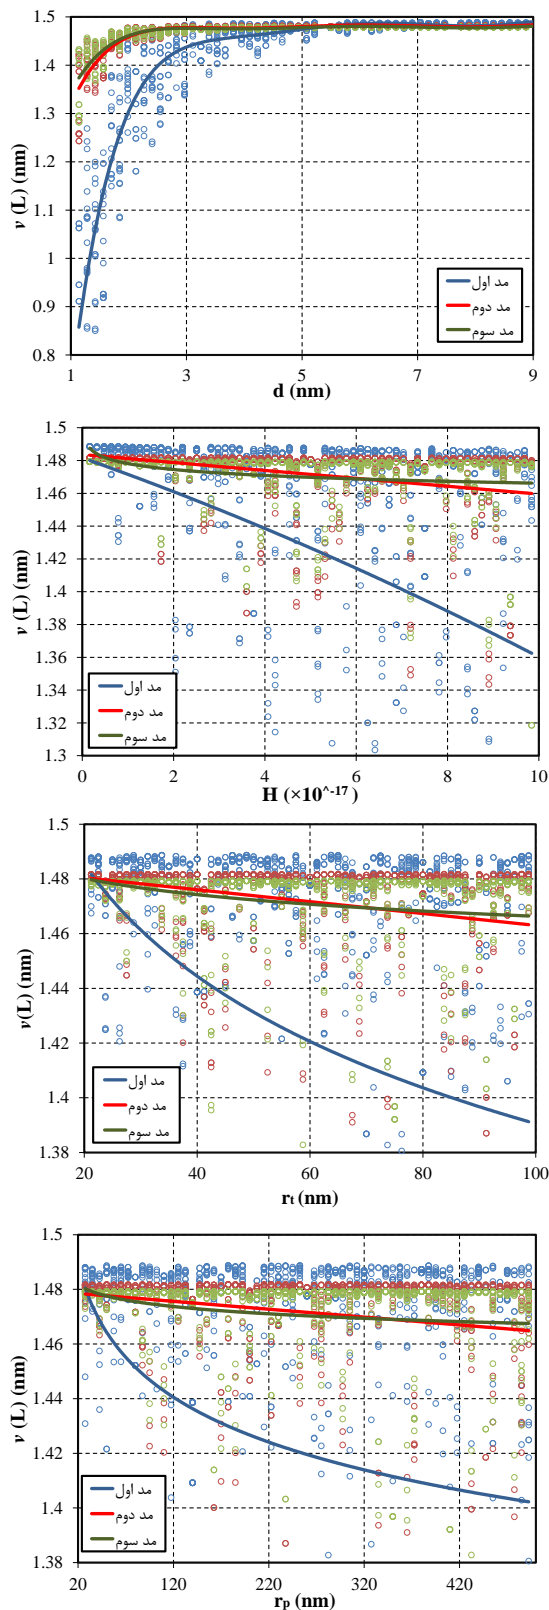 1.5
1.4
1.3
1.2
1.1
1
0.9
0.8
ν (L) (nm)
مد اول
مد دوم
مد سوم
1 3 5 7 9
d (nm)
1.5
1.48
1.46
1.44
1.42
1.4
1.38
1.36
1.34
1.32
1.3
ν (L) (nm)
مد اول
مد دوم
مد سوم
0 2 4 6 8 10
H (×10^-17)
1.5
1.48
1.46
1.44
1.42
1.4
1.38
ν(L) (nm)
مد اول
مد دوم
مد سوم
20 40 60 80 100
rt (nm)
1.5
1.48
1.46
1.44
1.42
1.4
1.38
ν (L) (nm)
مد اول
مد دوم
مد سوم
20 120 220 320 420
rp (nm)